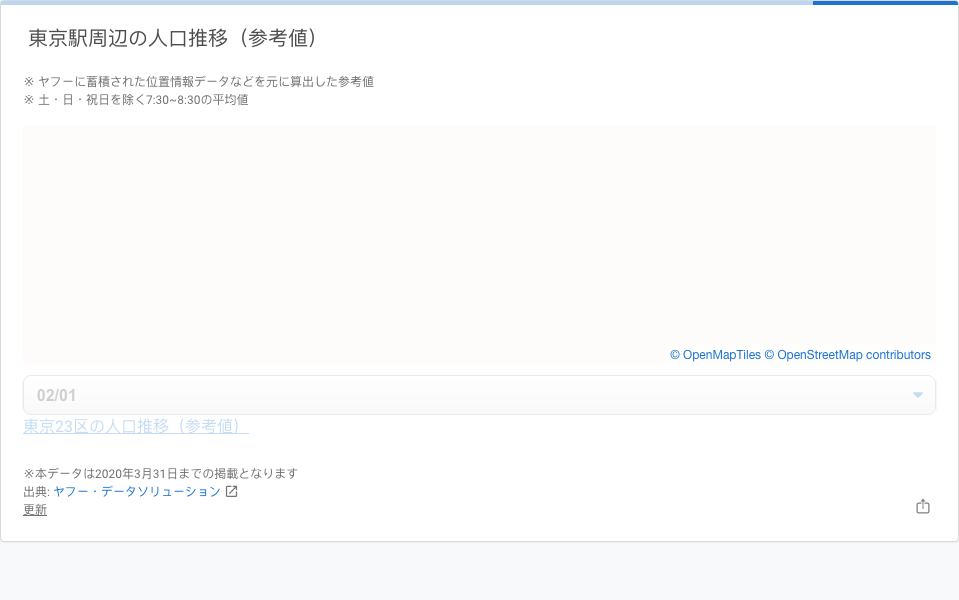 東京駅周辺の人口推移（参考値）
※ ヤフーに蓄積された位置情報データなどを元に算出した参考値
※ 土・日・祝日を除く7:30~8:30の平均値
© OpenMapTiles © OpenStreetMap contributors
02/01
東京23区の人口推移（参考値）
※本データは2020年3月31日までの掲載となります
出典: ヤフー・データソリューション
更新